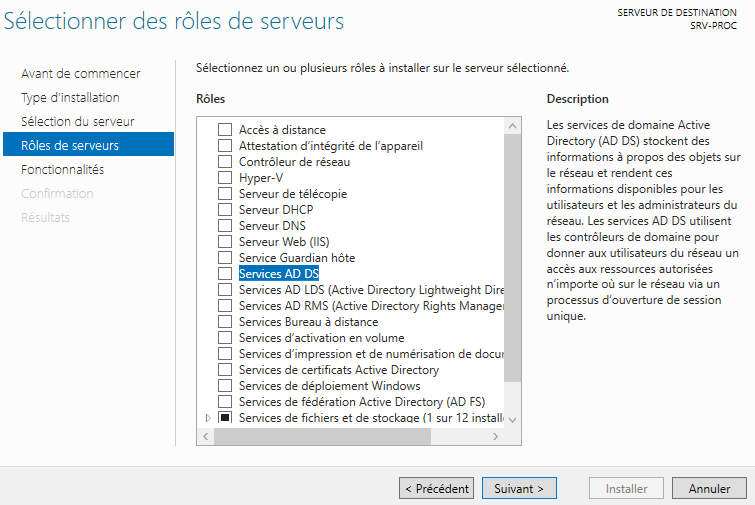 Sélectionner des rôles de serveurs
SERVEUR DE DESTINATION
SRV-PROC
Avant de commencer
Type d'installation
Sélection du serveur
Rôles de serveurs
Fonctionnalités
Confirmation
Résultats
Sélectionnez un ou plusieurs rôles à installer sur le serveur sélectionné.
Rôles
Accès à distance
Attestation d'intégrité de l'appareil
Contrôleur de réseau
Hyper-V
Serveur de télécopie
Serveur DHCP
Serveur DNS
Serveur Web (IIS)
Service Guardian hôte
Services AD DS
Services AD LDS (Active Directory Lightweight Dire
Services AD RMS (Active Directory Rights Manager
Services Bureau à distance
Services d'activation en volume
Services d'impression et de numérisation de docu
Services de certificats Active Directory
Services de déploiement Windows
Services de fédération Active Directory (AD FS)
Services de fichiers et de stockage (1 sur 12 install
Description
Les services de domaine Active
Directory (AD DS) stockent des
informations à propos des objets sur
le réseau et rendent ces
informations disponibles pour les
utilisateurs et les administrateurs du
réseau. Les services AD DS utilisent
les contrôleurs de domaine pour
donner aux utilisateurs du réseau un
accès aux ressources autorisées
n'importe où sur le réseau via un
processus d'ouverture de session
unique.
< Précédent
Suivant >
Installer
Annuler